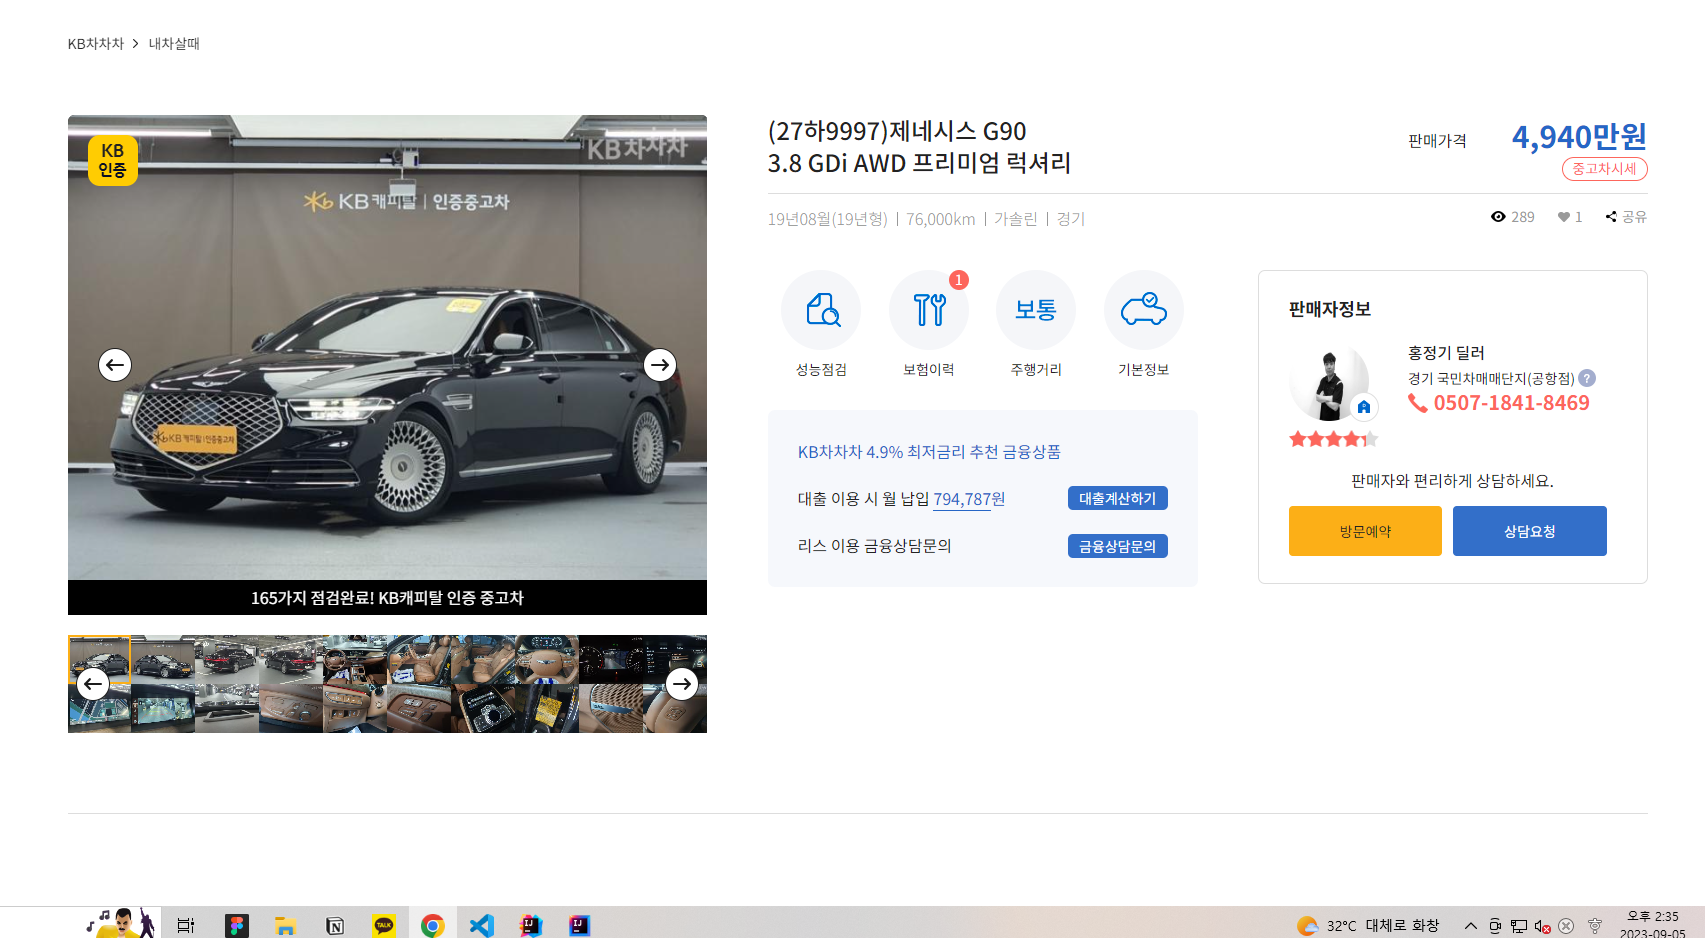 KB차차차 > 내차살때
KB
인증
KB차차차
KB캐피탈 | 인증중고차
KB캐피탈 | 인증중고차
165가지 점검완료! KB캐피탈 인증 중고차
(27하9997)제네시스 G90
3.8 GDi AWD 프리미엄 럭셔리
판매가격 4,940만원
중고차시세
19년08월(19년형) | 76,000km | 가솔린 | 경기
289 1 공유
1
보통
성능점검 보험이력 주행거리 기본정보
KB차차차 4.9% 최저금리 추천 금융상품
대출 이용 시 월 납입 794,787원 대출계산하기
리스 이용 금융상담문의 금융상담문의
판매자정보
홍정기 딜러
경기 국민차매매단지(공항점) ?
0507-1841-8469
판매자와 편리하게 상담하세요.
방문예약 상담요청
TALK
32°C 대체로 화창
오후 2:35
2023-09-05